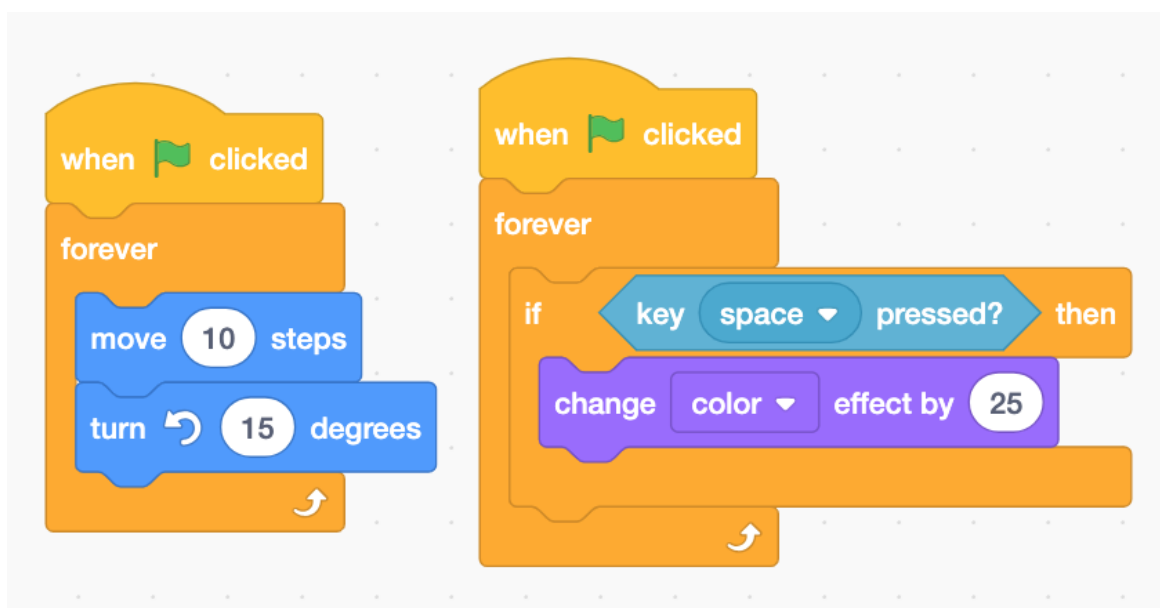 when clicked
forever
move 10 steps
turn 15 degrees
when clicked
forever
if key space pressed? then
change color effect by 25